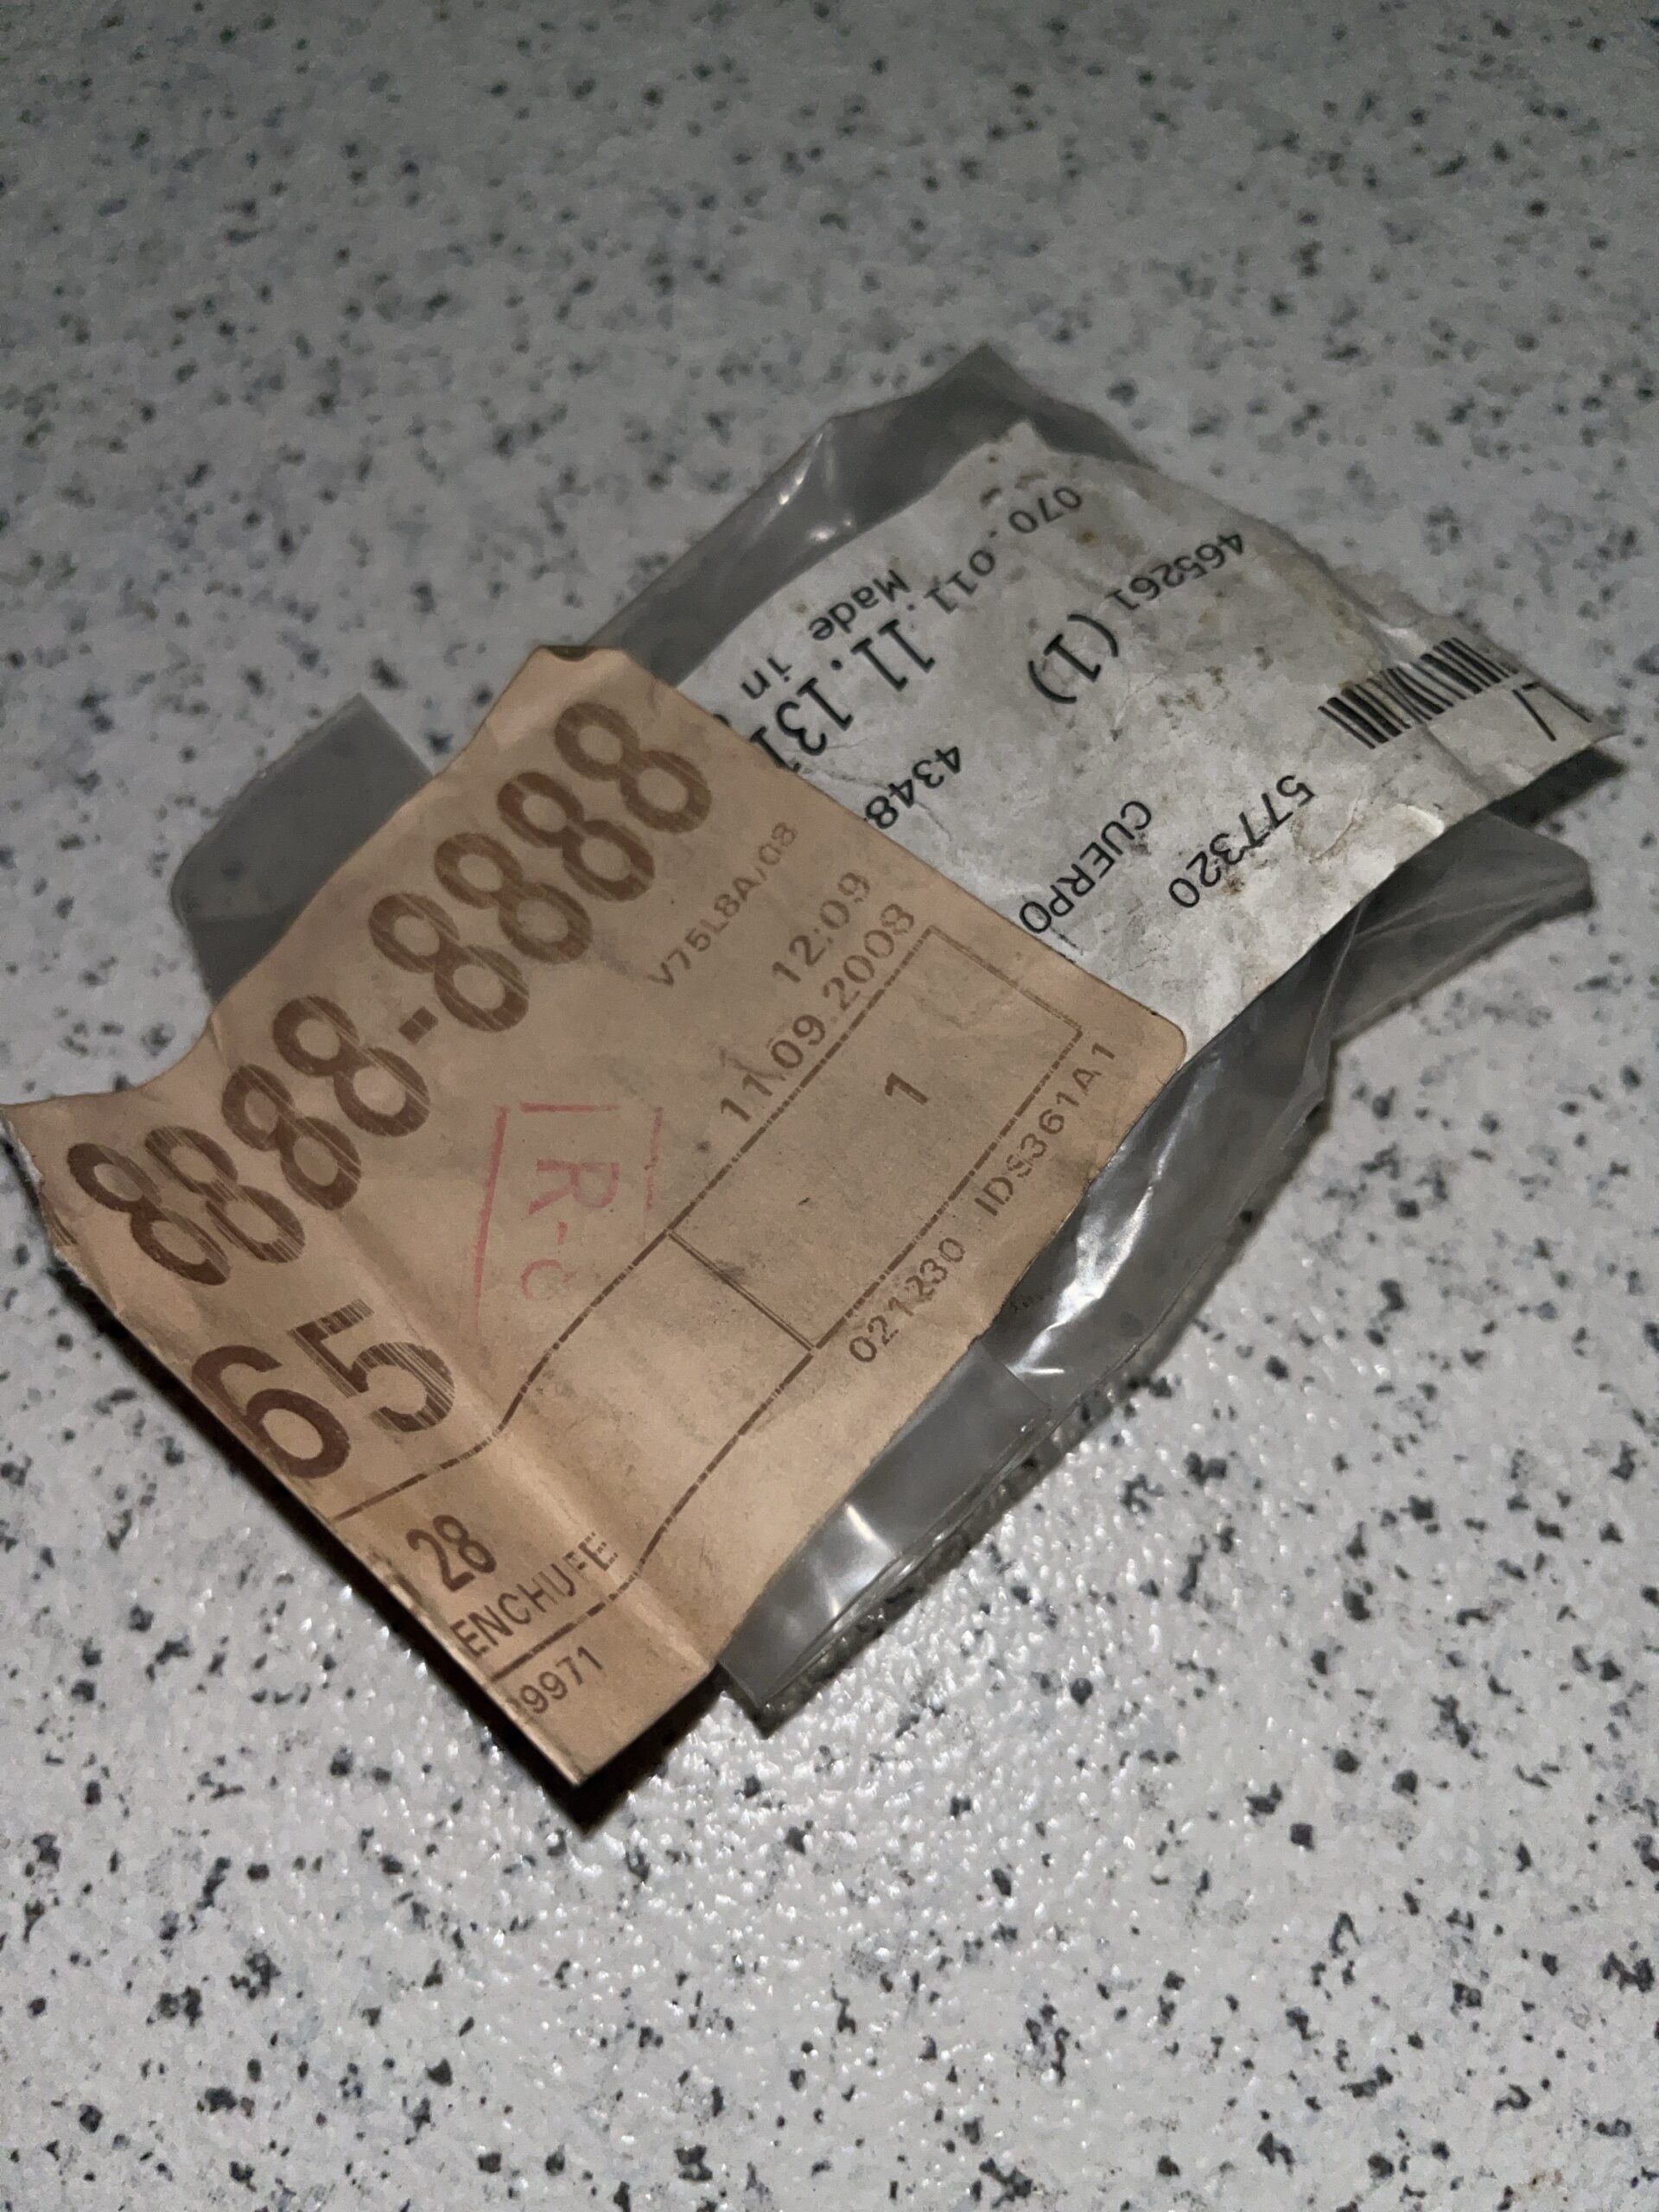 8888-8888
65
V75L8A/08
12:09
11.09.2008
R-C
28
1
ENCHUFE
9971
021230 IDS361A1
465261
070.011.
(1)
11.131
Made in
4348
577320
CUERPO